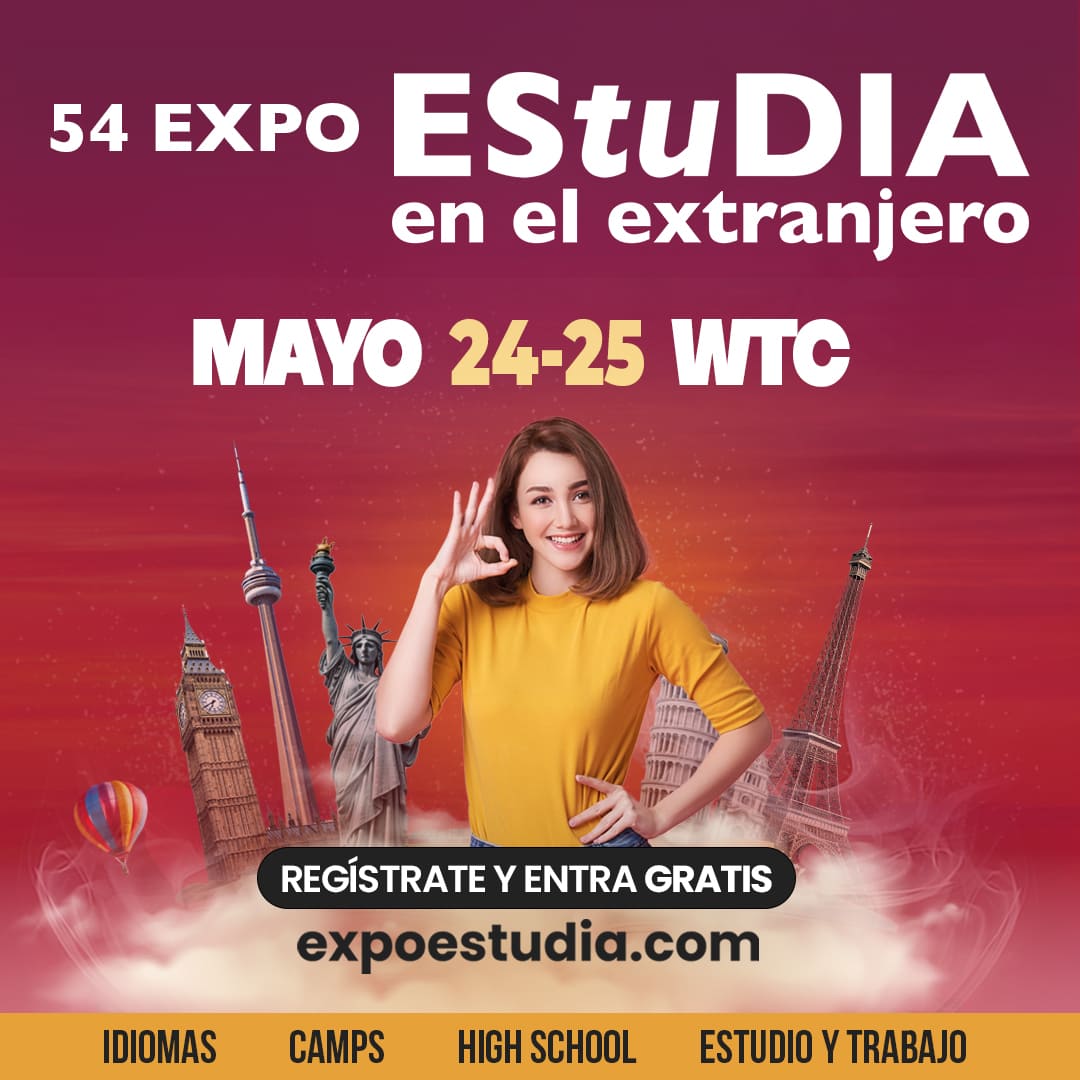 54 EXPO EStuDIA
en el extranjero
MAYO 24-25 WTC
REGÍSTRATE Y ENTRA GRATIS
expoestudia.com
IDIOMAS CAMPS HIGH SCHOOL ESTUDIO Y TRABAJO